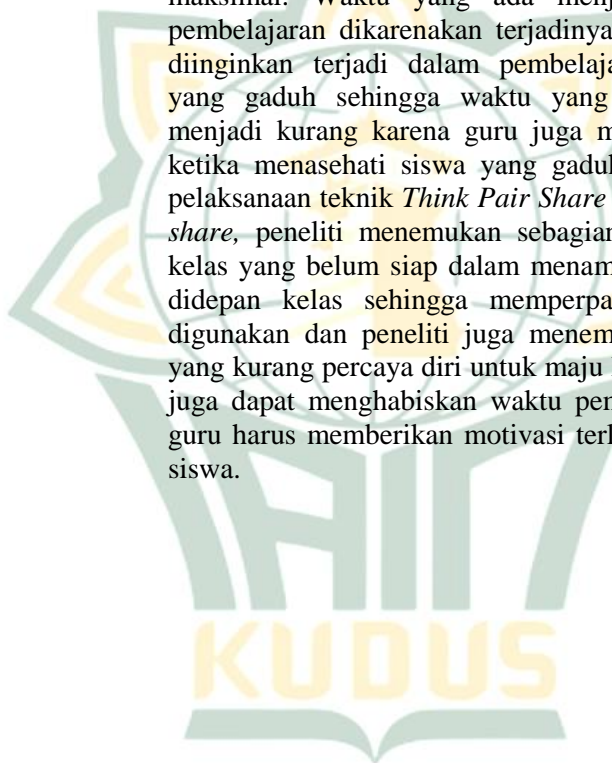 maksimal. Waktu yang ada menj
pembelajaran dikarenakan terjadinya
diinginkan terjadi dalam pembelaja
yang gaduh sehingga waktu yang
menjadi kurang karena guru juga m
ketika menasehati siswa yang gaduh
pelaksanaan teknik Think Pair Share
share, peneliti menemukan sebagian
kelas yang belum siap dalam menam
didepan kelas sehingga memperpa
digunakan dan peneliti juga menem
yang kurang percaya diri untuk maju
juga dapat menghabiskan waktu pe
guru harus memberikan motivasi ter
siswa.
IAIN
KUDUS